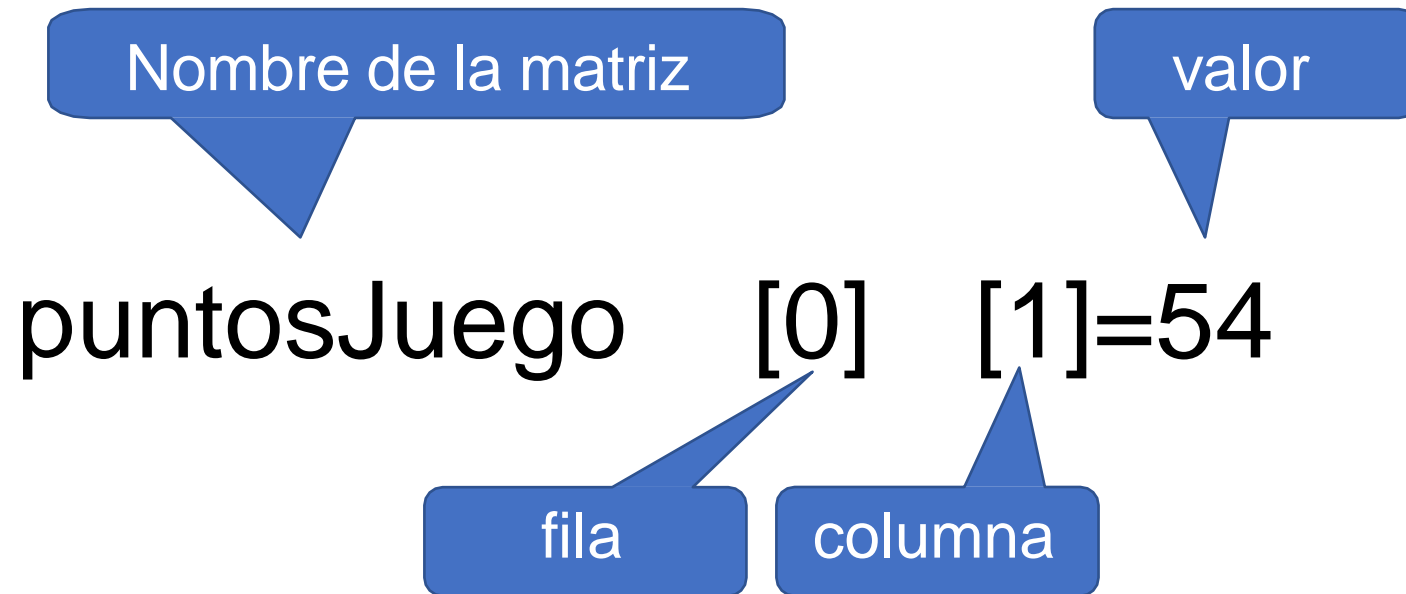 Nombre de la matriz
valor
puntosJuego [0] [1]=54
fila
columna